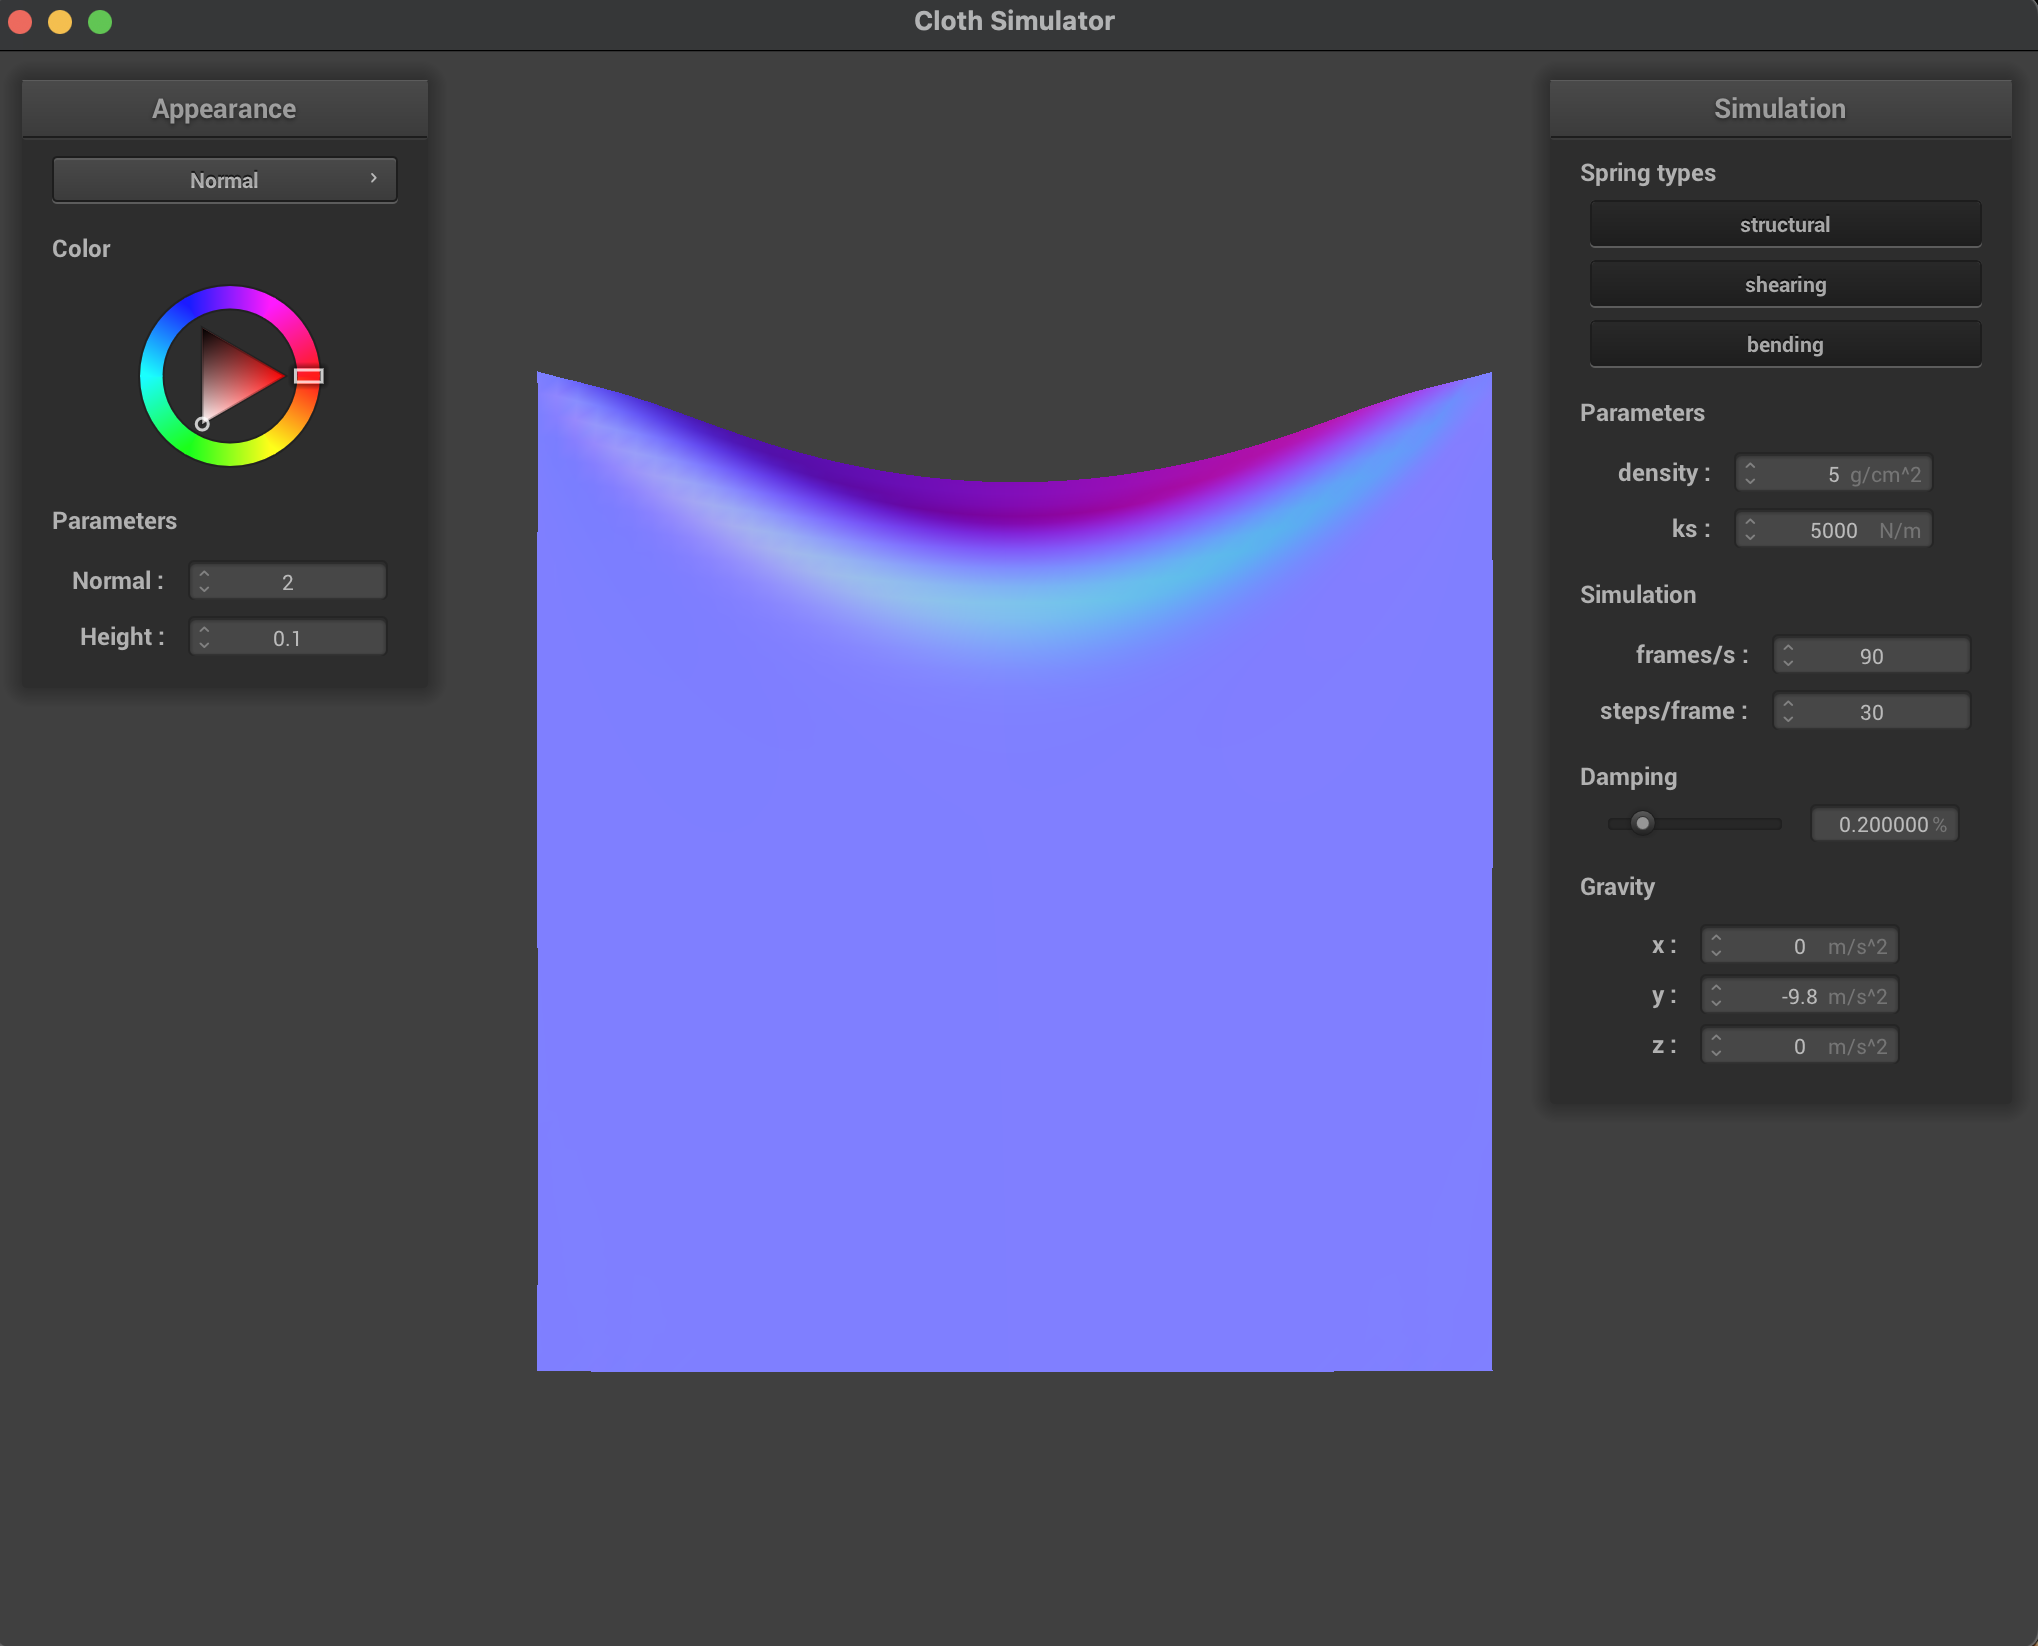 Cloth Simulator
Appearance
Normal
Color
Parameters
Normal : 2
Height : 0.1
Simulation
Spring types
structural
shearing
bending
Parameters
density : 5 g/cm^2
ks : 5000 N/m
Simulation
frames/s : 90
steps/frame : 30
Damping
0.200000 %
Gravity
x : 0 m/s^2
y : -9.8 m/s^2
z : 0 m/s^2